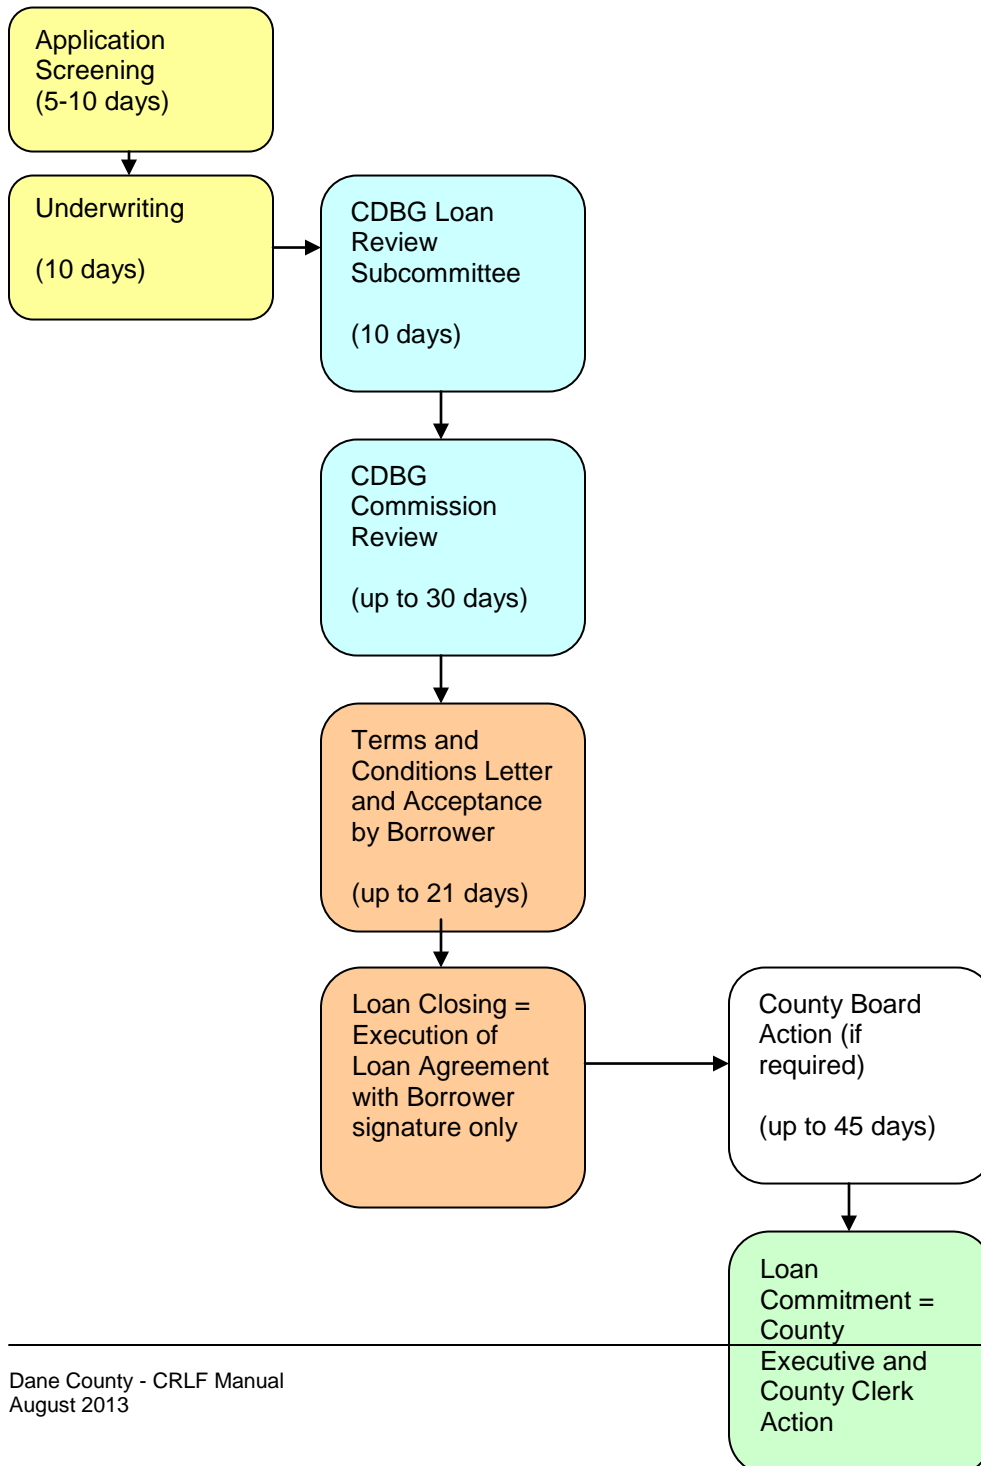 Application
Screening
(5-10 days)
Underwriting
(10 days)
CDBG Loan
Review
Subcommittee
(10 days)
CDBG
Commission
Review
(up to 30 days)
Terms and
Conditions Letter
and Acceptance
by Borrower
(up to 21 days)
Loan Closing =
Execution of
Loan Agreement
with Borrower
signature only
County Board
Action (if
required)
(up to 45 days)
Loan
Commitment =
County
Executive and
County Clerk
Action
Dane County - CRLF Manual
August 2013